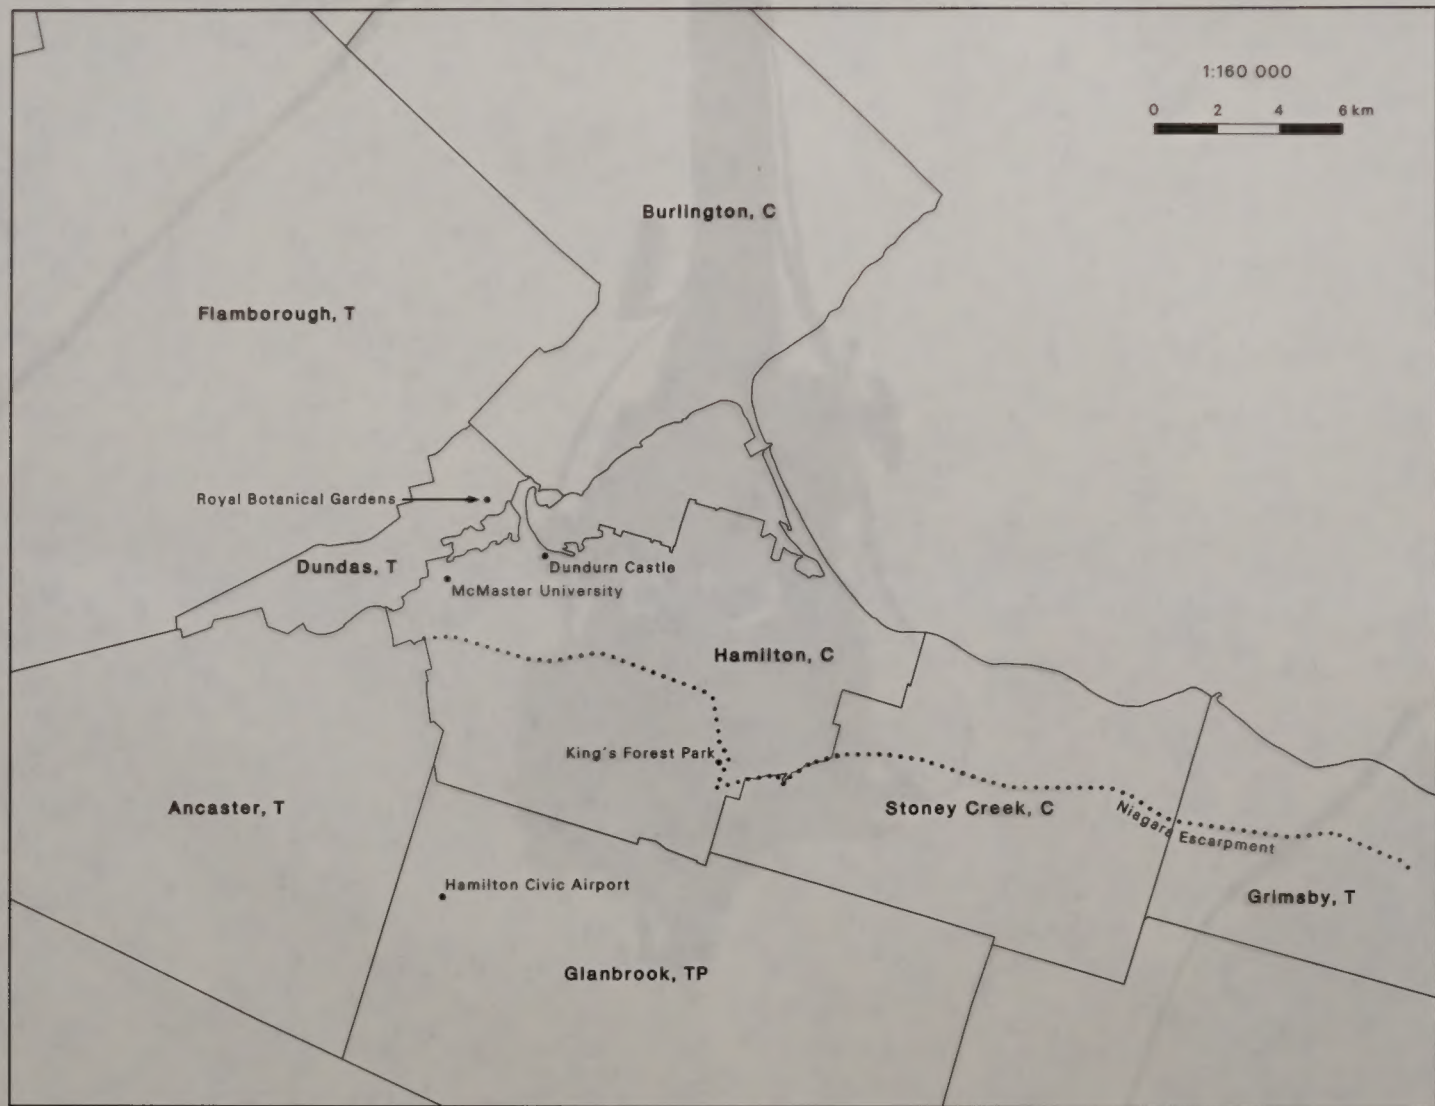 1:160 000
0 2 4 6 km
Burlington, C
Flamborough, T
Royal Botanical Gardens
Dundas, T
Dundurn Castle
McMaster University
Hamilton, C
King's Forest Park
Ancaster, T
Stoney Creek, C
Niagara Escarpment
Hamilton Civic Airport
Grimsby, T
Glanbrook, TP